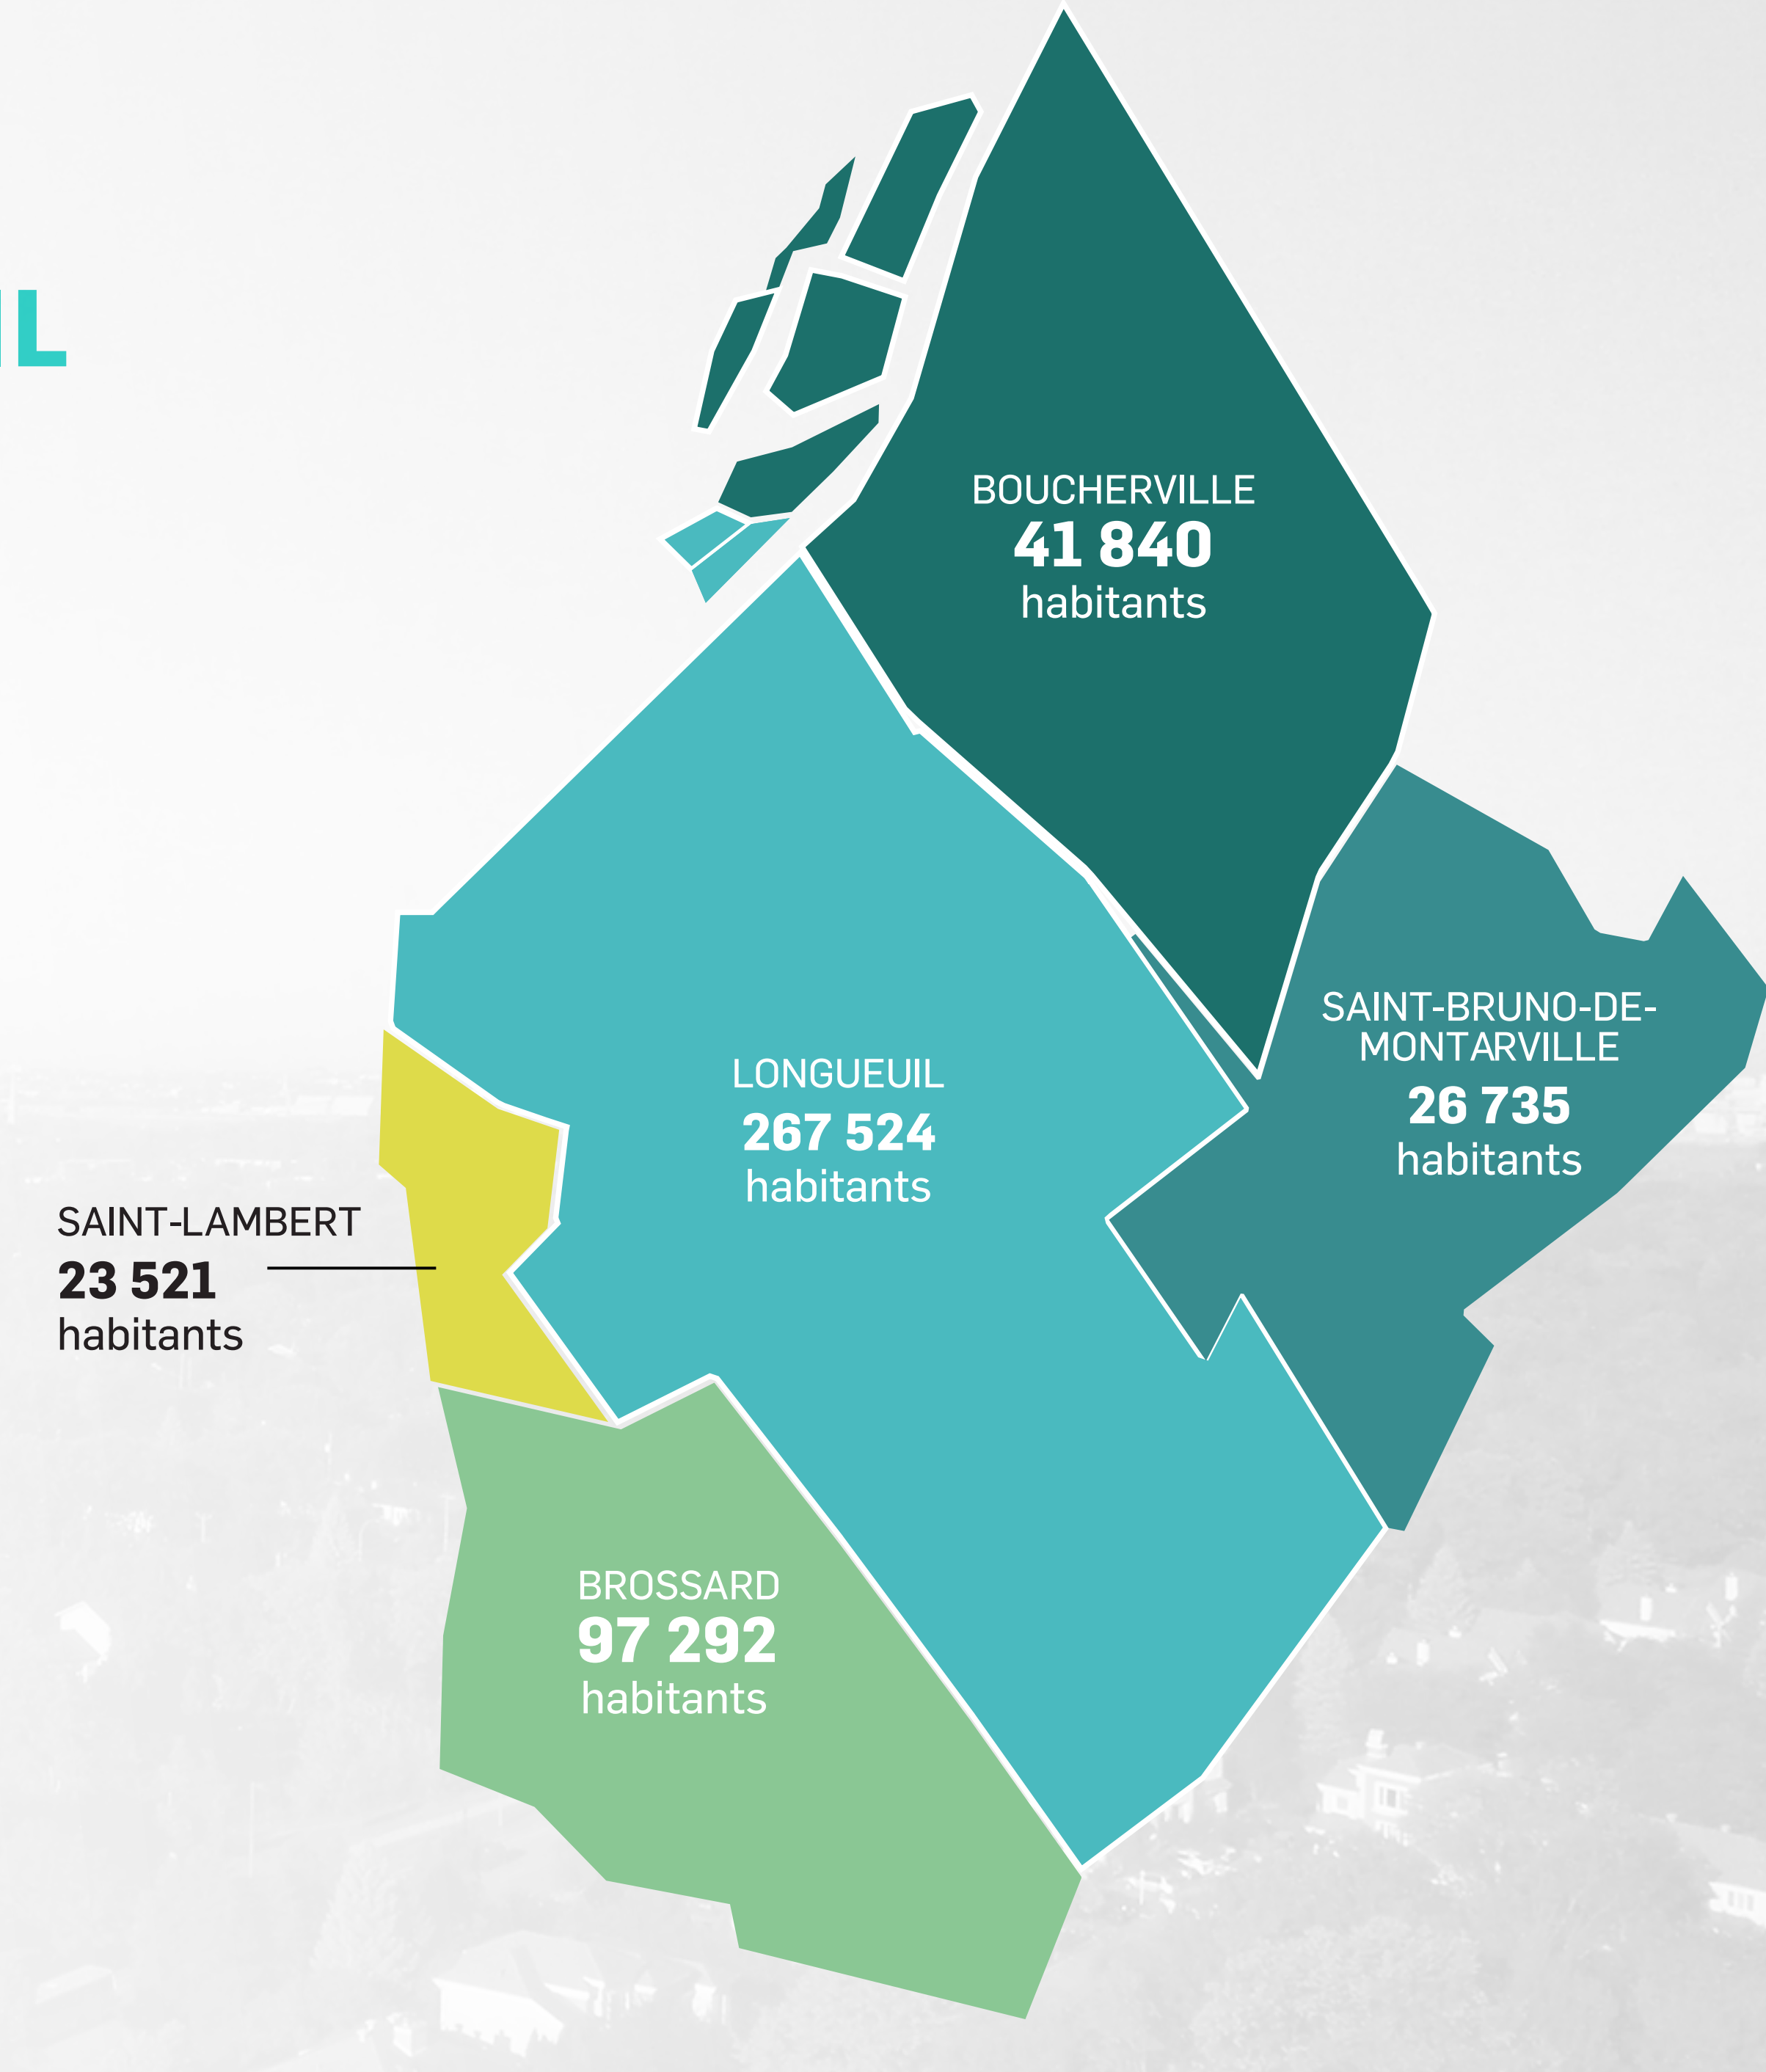 IL
BOUCHERVILLE
41 840
habitants
SAINT-BRUNO-DE-
MONTARVILLE
26 735
habitants
LONGUEUIL
267 524
habitants
SAINT-LAMBERT
23 521
habitants
BROSSARD
97 292
habitants